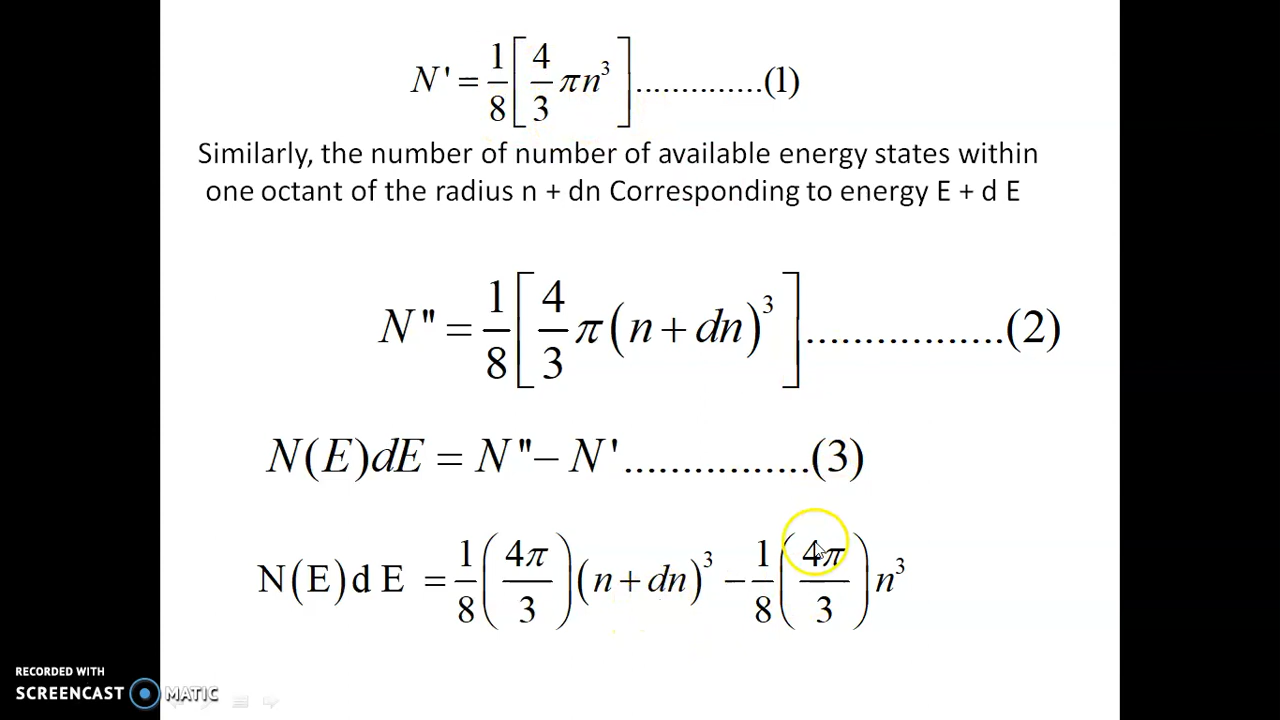 N' = 1/8 [ 4/3 πn³ ]..............(1)
Similarly, the number of number of available energy states within
one octant of the radius n + dn Corresponding to energy E + d E
N" = 1/8 [ 4/3 π(n + dn)³ ]..................(2)
N(E)dE = N" − N'.................(3)
N(E)d E = 1/8 (4π/3)(n + dn)³ − 1/8 (4π/3) n³
RECORDED WITH
SCREENCAST MATIC